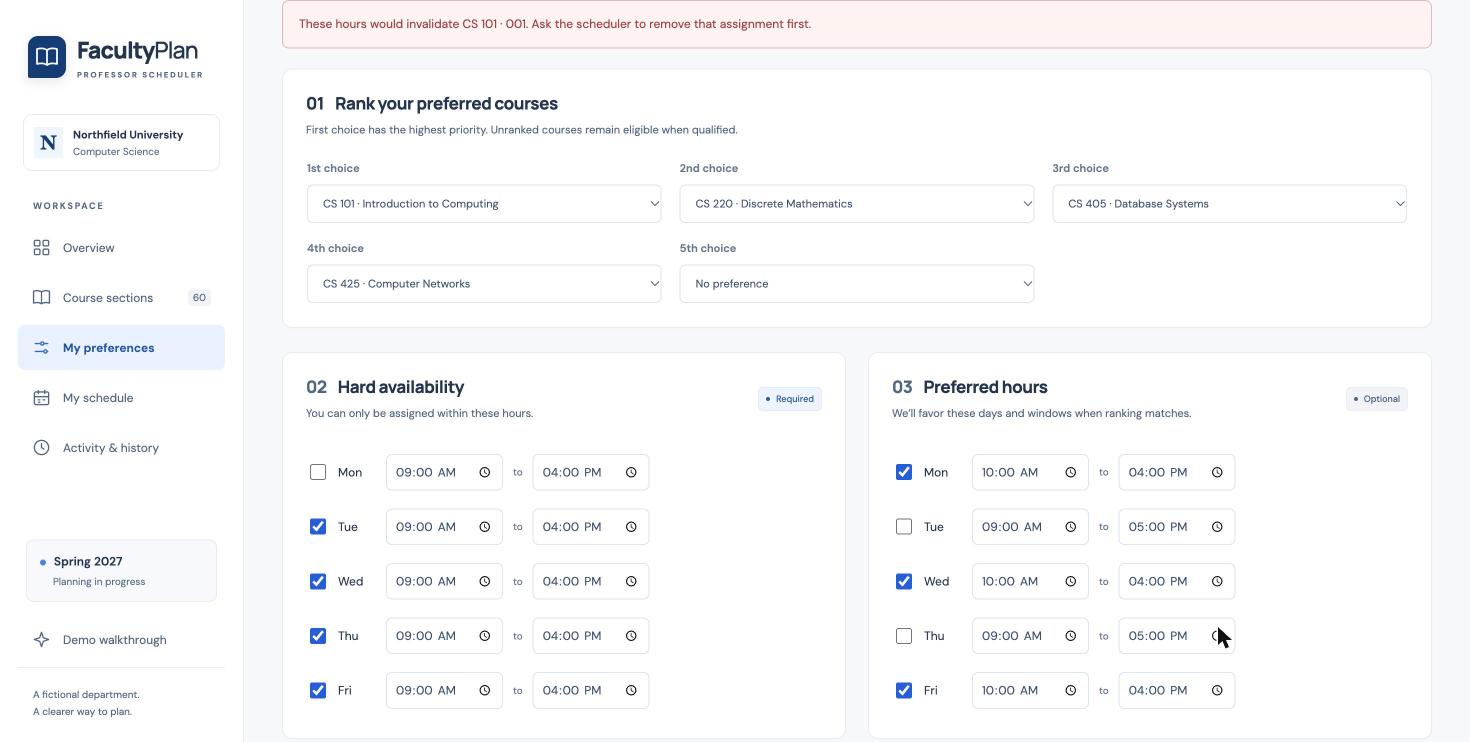 FacultyPlan
PROFESSOR SCHEDULER
N
Northfield University
Computer Science
WORKSPACE
Overview
Course sections 60
My preferences
My schedule
Activity & history
Spring 2027
Planning in progress
Demo walkthrough
A fictional department.
A clearer way to plan.
These hours would invalidate CS 101 · 001. Ask the scheduler to remove that assignment first.
01 Rank your preferred courses
First choice has the highest priority. Unranked courses remain eligible when qualified.
1st choice 2nd choice 3rd choice
CS 101 · Introduction to Computing CS 220 · Discrete Mathematics CS 405 · Database Systems
4th choice 5th choice
CS 425 · Computer Networks No preference
02 Hard availability
Required
You can only be assigned within these hours.
Mon 09:00 AM to 04:00 PM
Tue 09:00 AM to 04:00 PM
Wed 09:00 AM to 04:00 PM
Thu 09:00 AM to 04:00 PM
Fri 09:00 AM to 04:00 PM
03 Preferred hours
Optional
We'll favor these days and windows when ranking matches.
Mon 10:00 AM to 04:00 PM
Tue 09:00 AM to 05:00 PM
Wed 10:00 AM to 04:00 PM
Thu 09:00 AM to 05:00 PM
Fri 10:00 AM to 04:00 PM